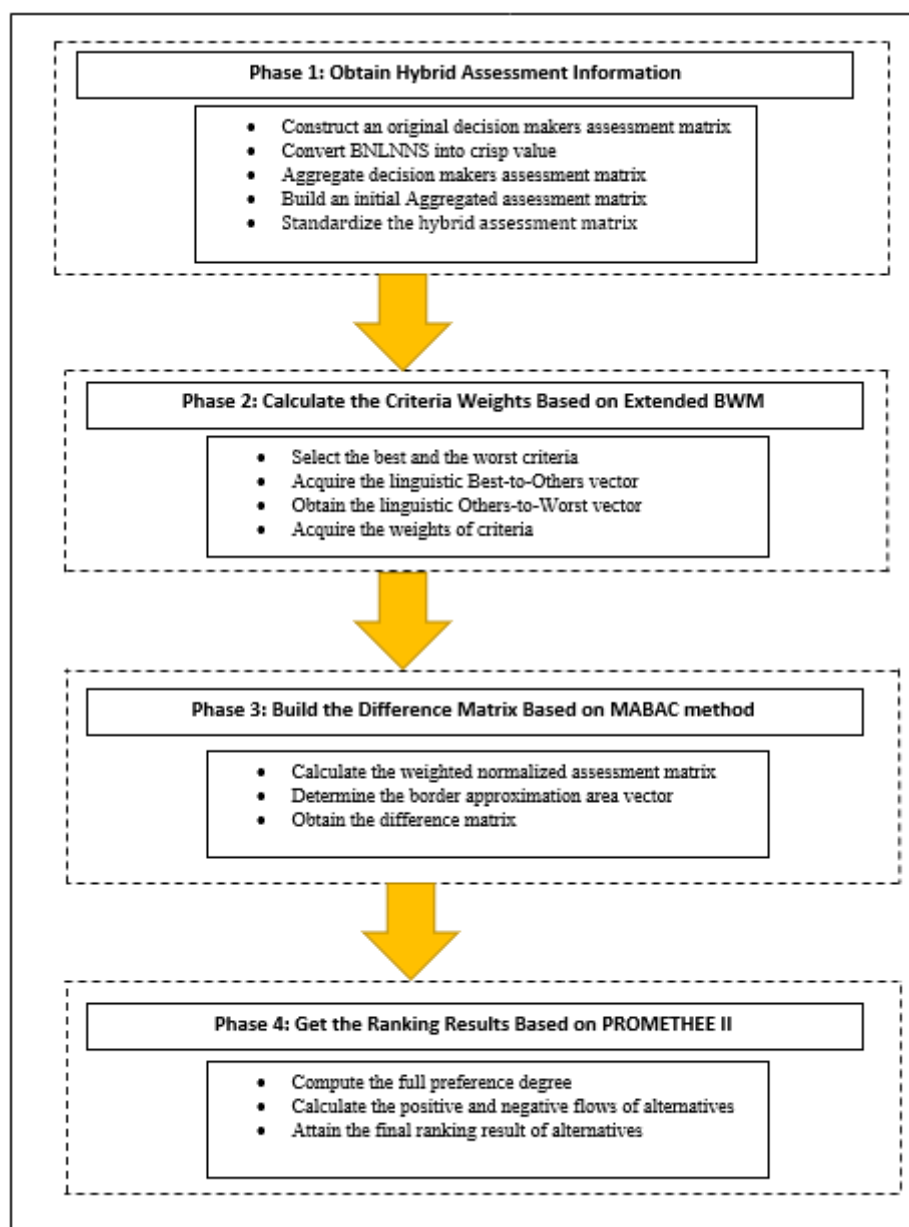 Phase 1: Obtain Hybrid Assessment Information
• Construct an original decision makers assessment matrix
• Convert BNLNNS into crisp value
• Aggregate decision makers assessment matrix
• Build an initial Aggregated assessment matrix
• Standardize the hybrid assessment matrix
Phase 2: Calculate the Criteria Weights Based on Extended BWM
• Select the best and the worst criteria
• Acquire the linguistic Best-to-Others vector
• Obtain the linguistic Others-to-Worst vector
• Acquire the weights of criteria
Phase 3: Build the Difference Matrix Based on MABAC method
• Calculate the weighted normalized assessment matrix
• Determine the border approximation area vector
• Obtain the difference matrix
Phase 4: Get the Ranking Results Based on PROMETHEE II
• Compute the full preference degree
• Calculate the positive and negative flows of alternatives
• Attain the final ranking result of alternatives